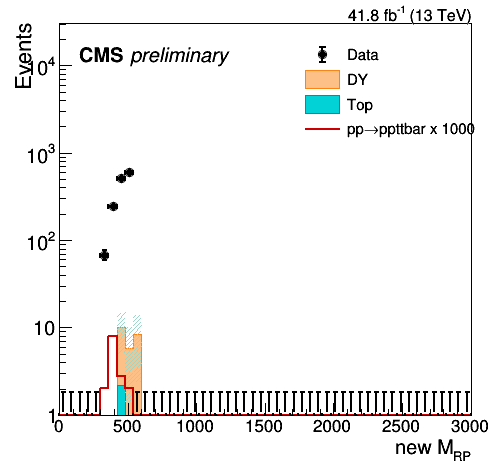 41.8 fb⁻¹ (13 TeV)
Events
CMS preliminary
Data
DY
Top
pp→ppttbar x 1000
10⁴
10³
10²
10
1
0 500 1000 1500 2000 2500 3000
new M_RP